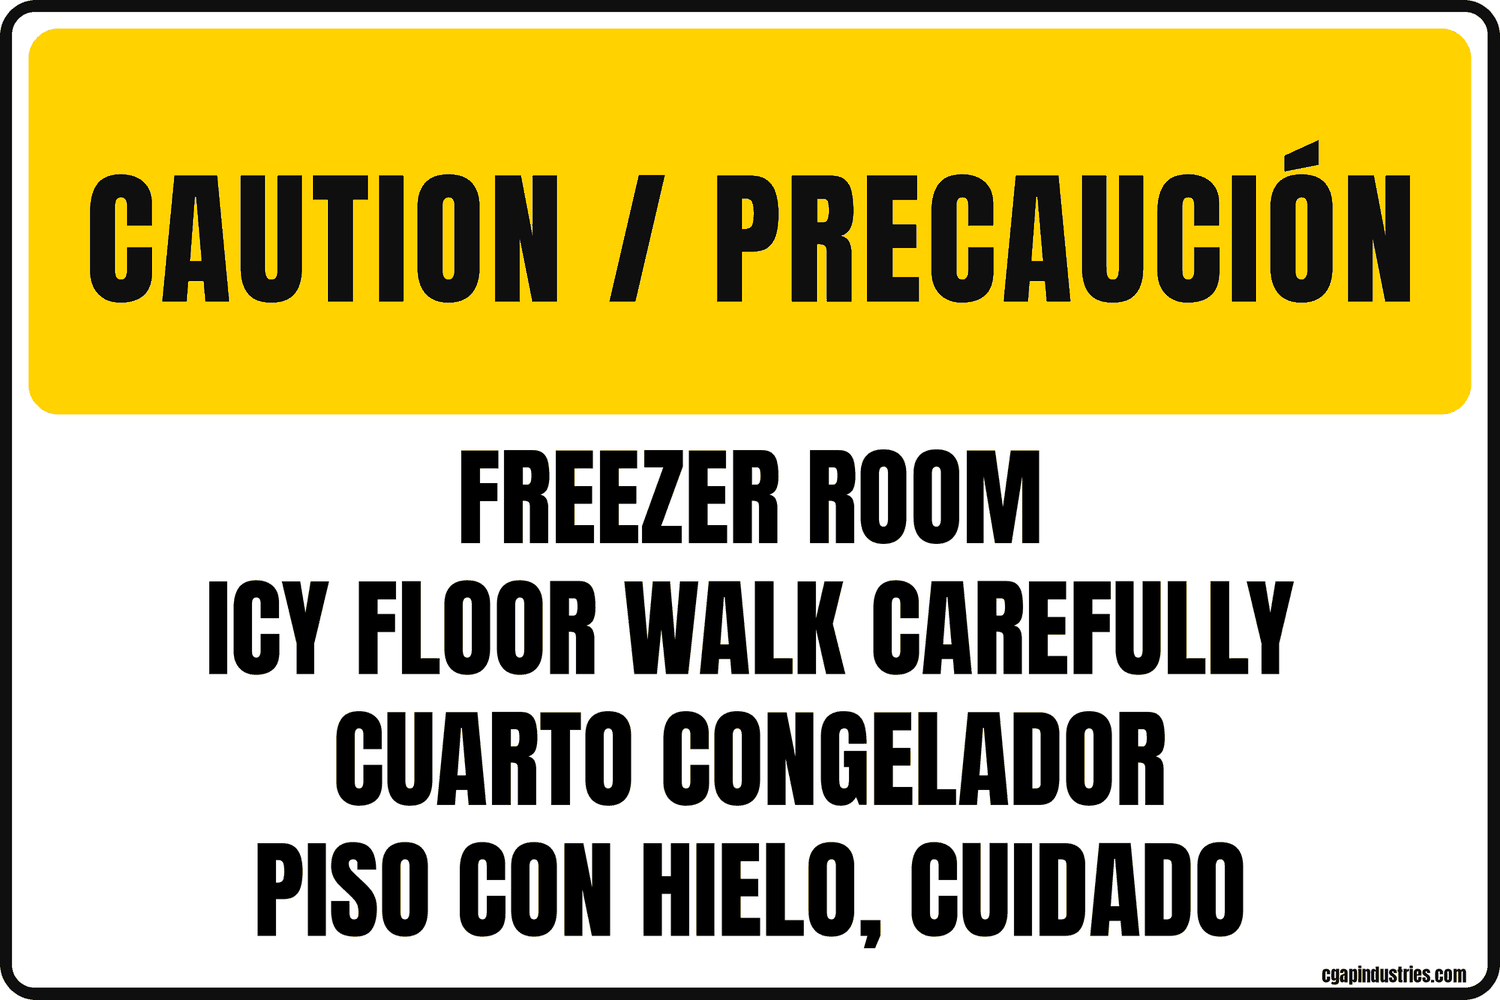 CAUTION / PRECAUCIÓN
FREEZER ROOM
ICY FLOOR WALK CAREFULLY
CUARTO CONGELADOR
PISO CON HIELO, CUIDADO
cgapindustries.com